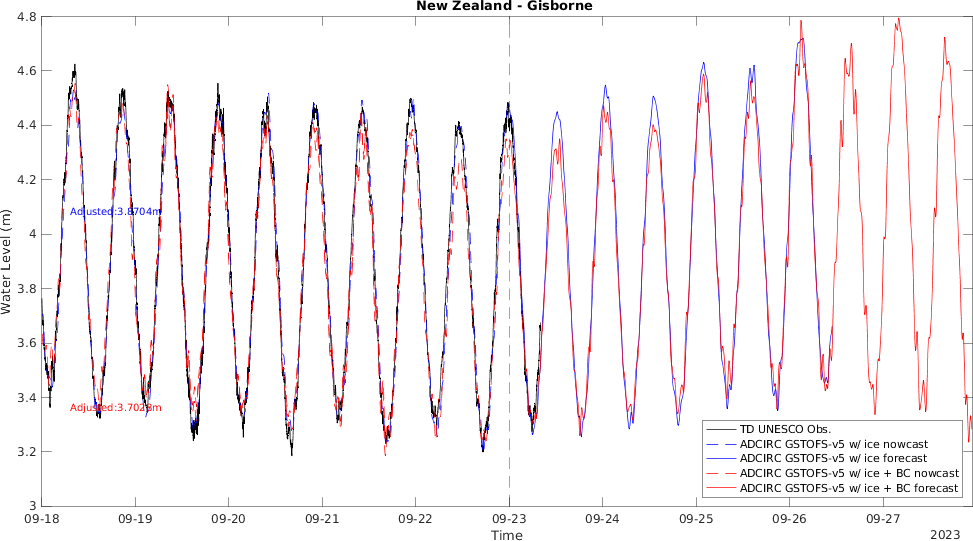 New Zealand - Gisborne
4.8
4.6
4.4
4.2
4
3.8
3.6
3.4
3.2
3
Water Level (m)
Adjusted:3.8704m
Adjusted:3.7023m
TD UNESCO Obs.
ADCIRC GSTOFS-v5 w/ ice nowcast
ADCIRC GSTOFS-v5 w/ ice forecast
ADCIRC GSTOFS-v5 w/ ice + BC nowcast
ADCIRC GSTOFS-v5 w/ ice + BC forecast
09-18 09-19 09-20 09-21 09-22 09-23 09-24 09-25 09-26 09-27
Time
2023